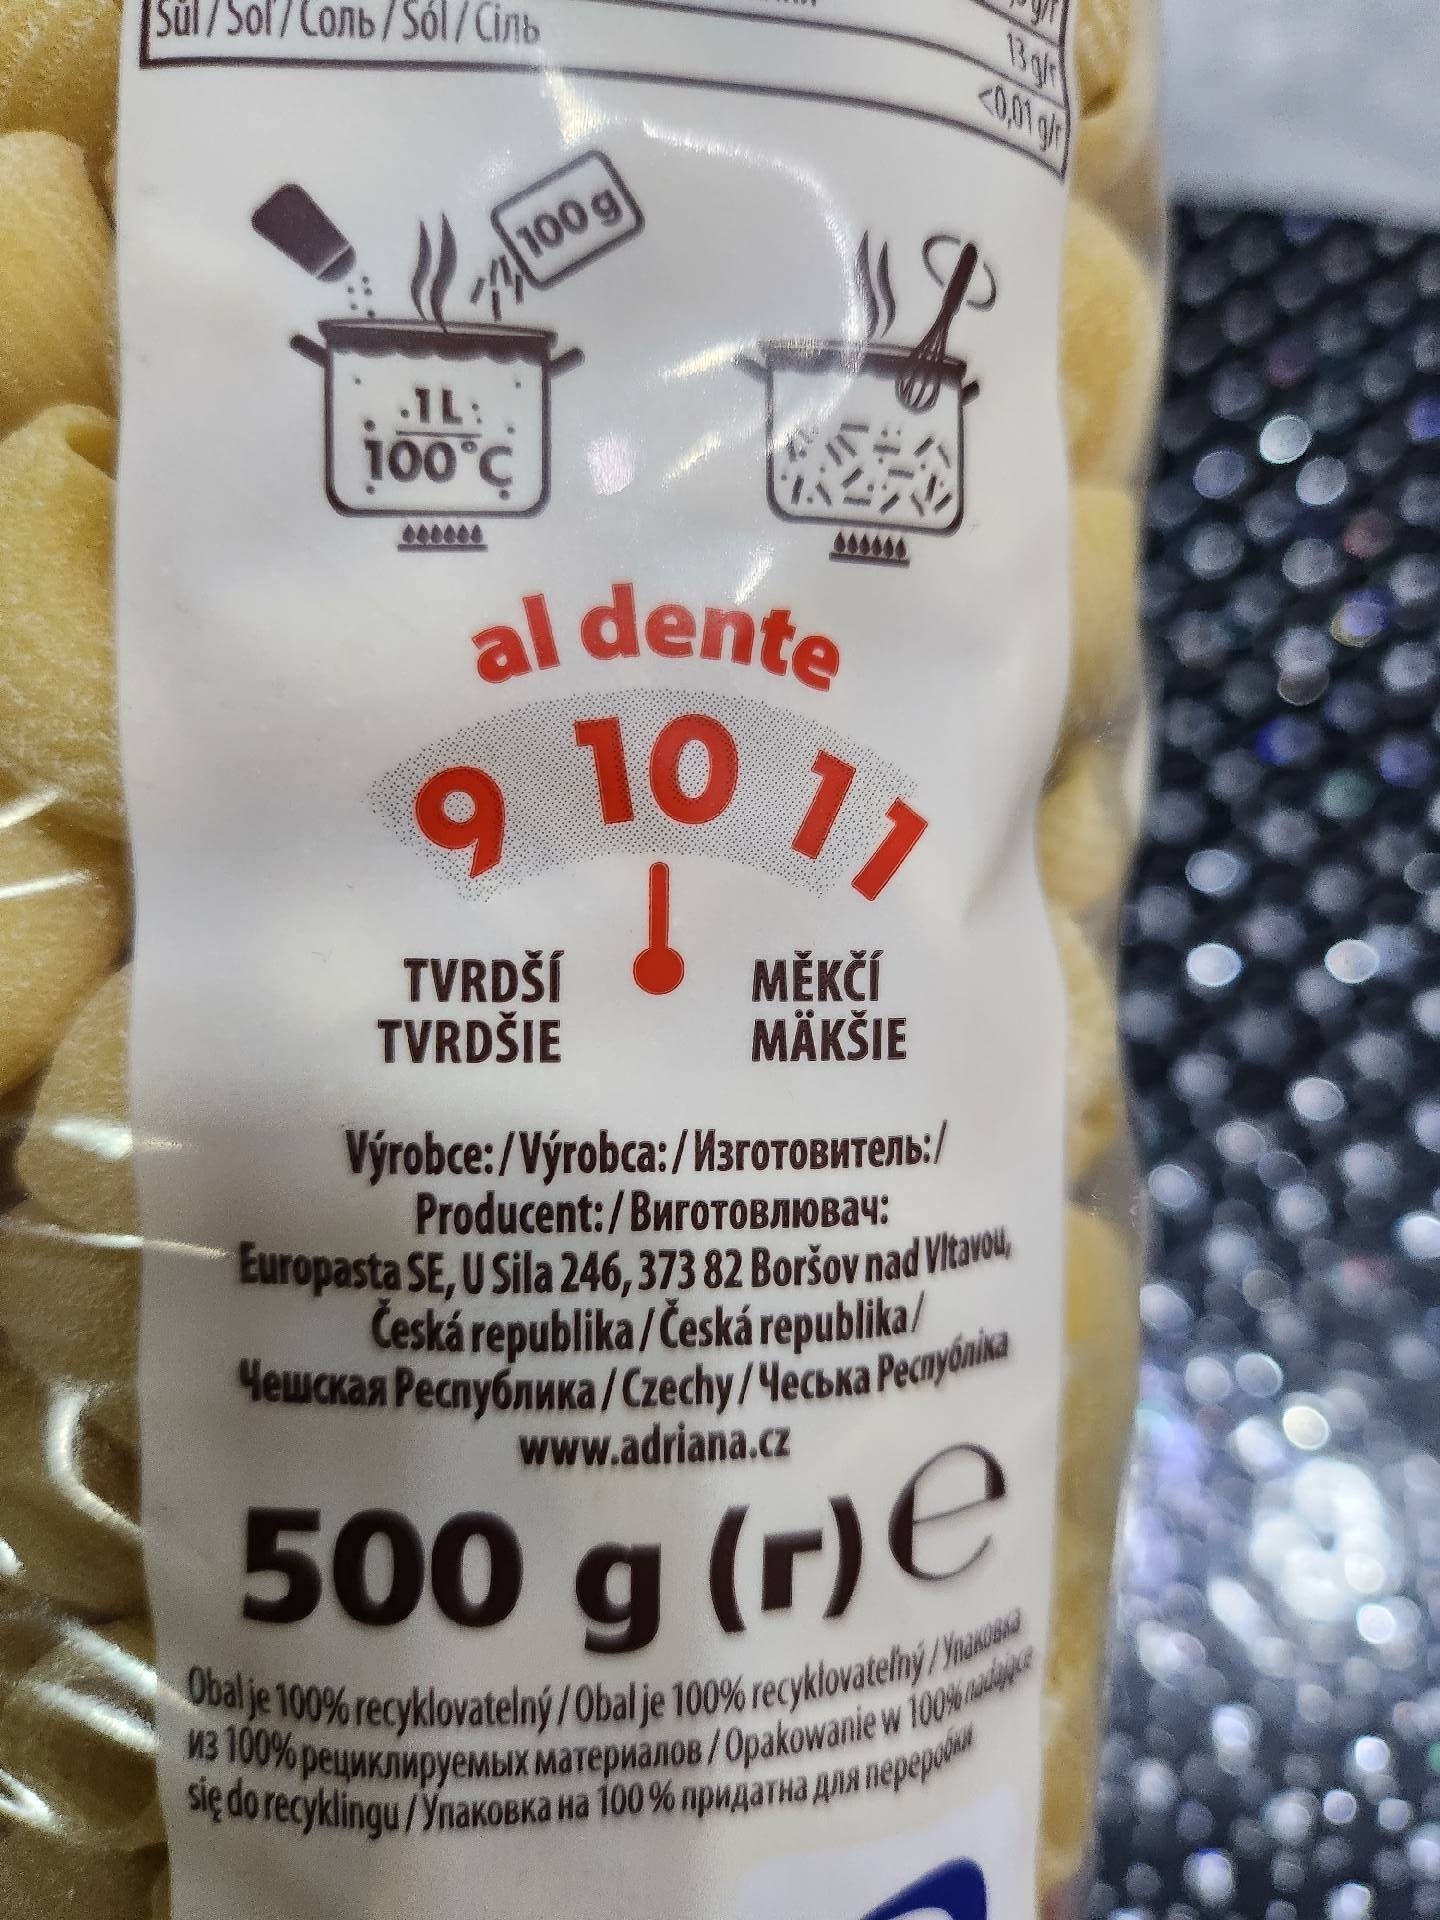 Sůl / Soľ / Соль / Sól / Сіль
13 g/г
<0,01 g/г
100 g
1 L
100°C
al dente
9 10 11
TVRDŠÍ MĚKČÍ
TVRDŠIE MÄKŠIE
Výrobce: / Výrobca: / Изготовитель: /
Producent: / Виготовлювач:
Europasta SE, U Sila 246, 373 82 Boršov nad Vltavou,
Česká republika / Česká republika /
Чешская Республика / Czechy / Чеська Республіка
www.adriana.cz
500 g (г) e
Obal je 100% recyklovatelný / Obal je 100% recyklovateľný / Упаковка
из 100% рециклируемых материалов / Opakowanie w 100% nadające
się do recyklingu / Упаковка на 100 % придатна для переробки